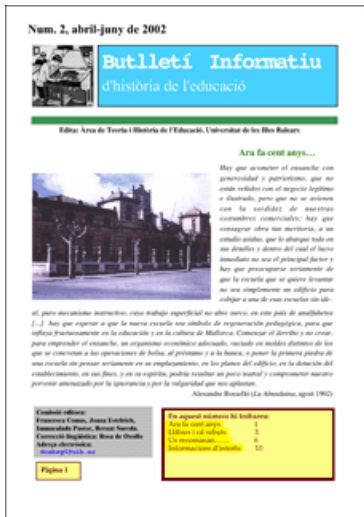 Num. 2, abril-juny de 2002
Butlletí Informatiu
d'història de l'educació
Edita: Àrea de Teoria i Història de l'Educació. Universitat de les Illes Balears
Ara fa cent anys…
Hay que acometer el ensanche con
generosidad y patriotismo, que no
están reñidos con el negocio legítimo
e ilustrado, pero que no se avienen
con la sordidez de nuestras
costumbres comerciales; hay que
consagrar obra tan meritoria, a un
estudio asiduo, que lo abarque todo en
sus detalles y dentro del cual el lucro
inmediato no sea el principal factor y
hay que preocuparse seriamente de
que la escuela que se quiere levantar
no sea simplemente un edificio para
cobijar a una de esas escuelas sin ide-
al, puro mecanismo instructivo, cuyo trabajo superficial no abre surco, en este país de analfabetos
[...] hay que esperar a que la nueva escuela sea símbolo de regeneración pedagógica, para que
influya fructuosamente en la educación y en la cultura de Mallorca. Comenzar el derribo y no crear,
para emprender el ensanche, un organismo económico adecuado, vaciado en moldes distintos de los
que se concretan a las operaciones de bolsa, al préstamo y a la banca, o poner la primera piedra de
una escuela sin pensar seriamente en su emplazamiento, en los planos del edificio, en la dotación del
establecimiento, en sus fines, y en su espíritu, podría resultar un poco teatral y comprometer nuestro
porvenir amenazado por la ignorancia y por la vulgaridad que nos aplastan.
Alexandre Rosselló (La Almudaina, agost 1902)
Comissió editora:
Francesca Comas, Joana Estelrich,
Immaculada Pastor, Bernat Sureda.
Correcció lingüística: Rosa de Ozollo
Adreça electrònica:
Pàgina 1
En aquest número hi trobareu:
Ara fa cent anys 1
Llibres i cd rebuts 3
Us recomanam…… 6
Informacions d'interès 10